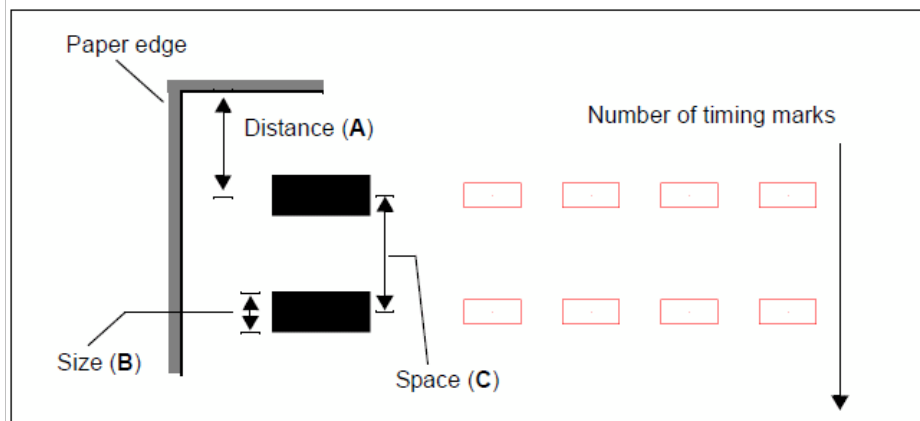 Paper edge
Distance (A)
Number of timing marks
Size (B)
Space (C)